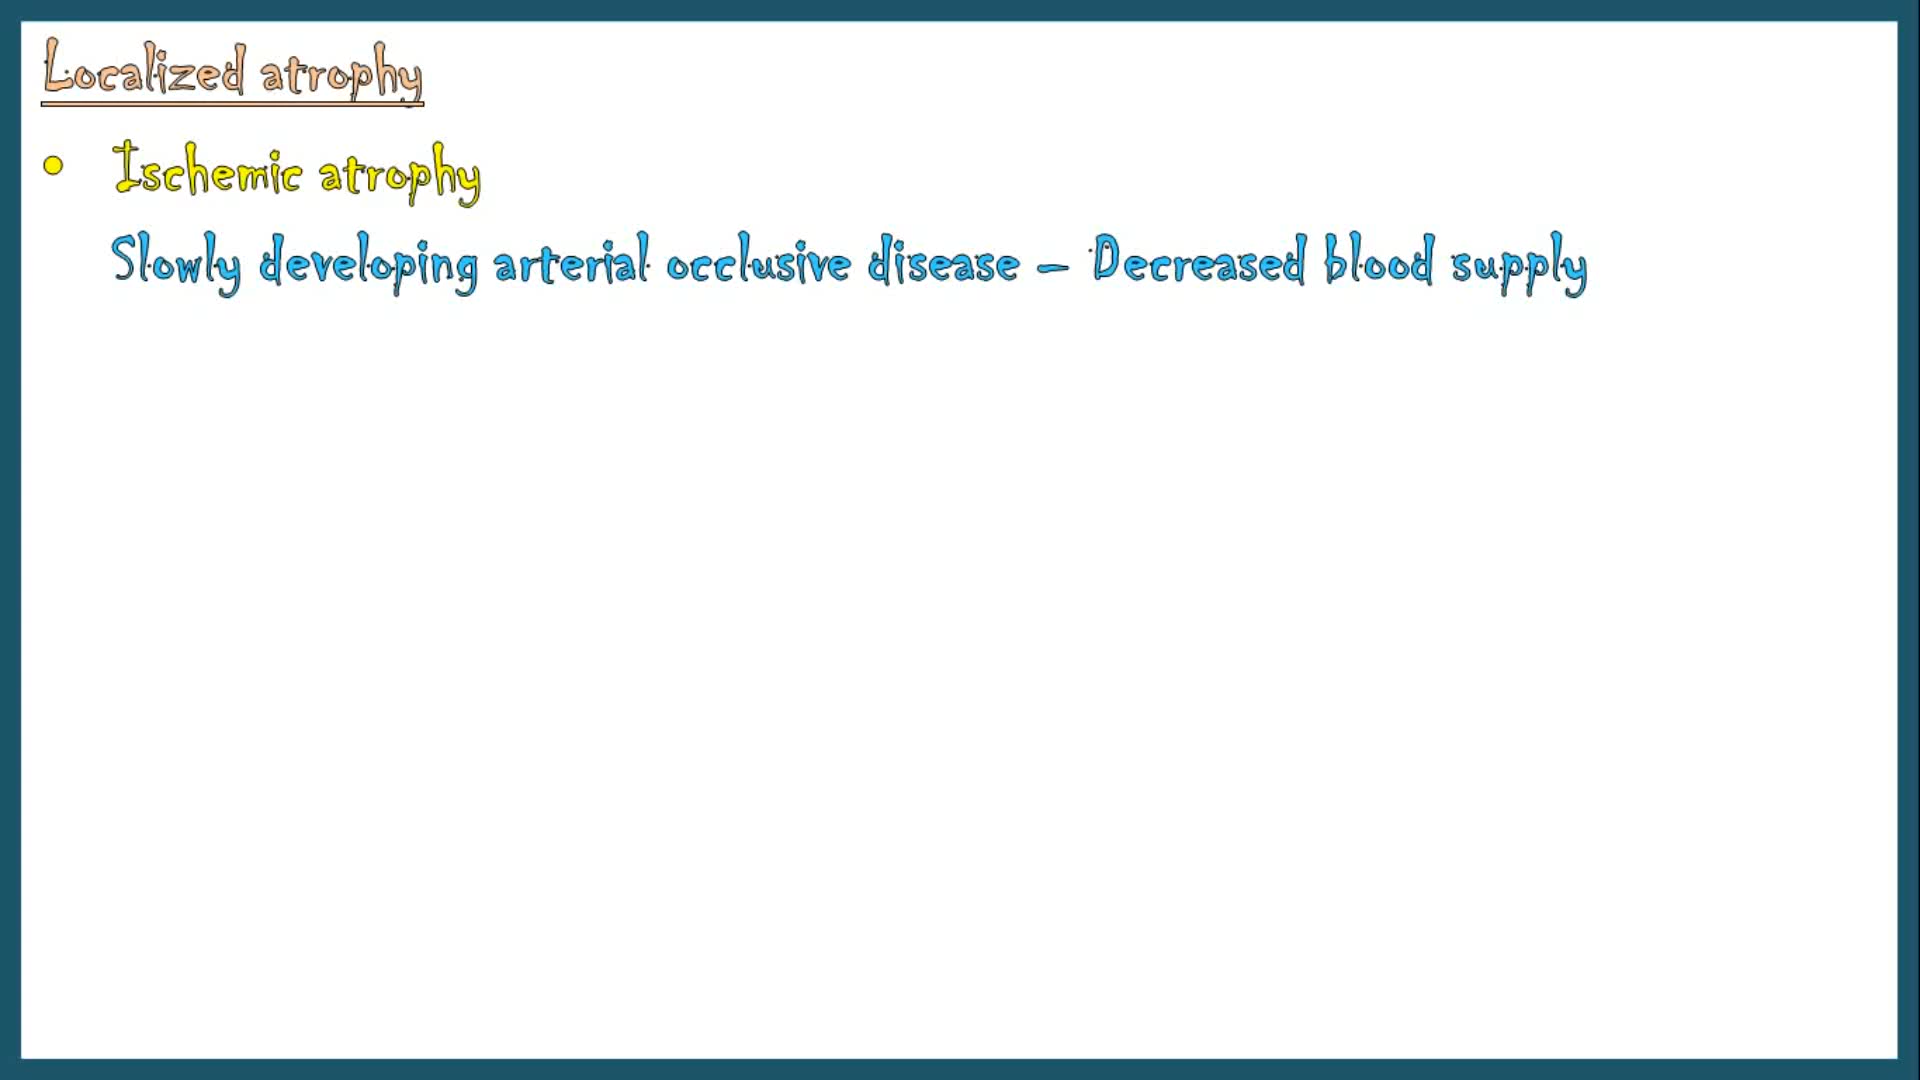 Localized atrophy
• Ischemic atrophy
Slowly developing arterial occlusive disease – Decreased blood supply